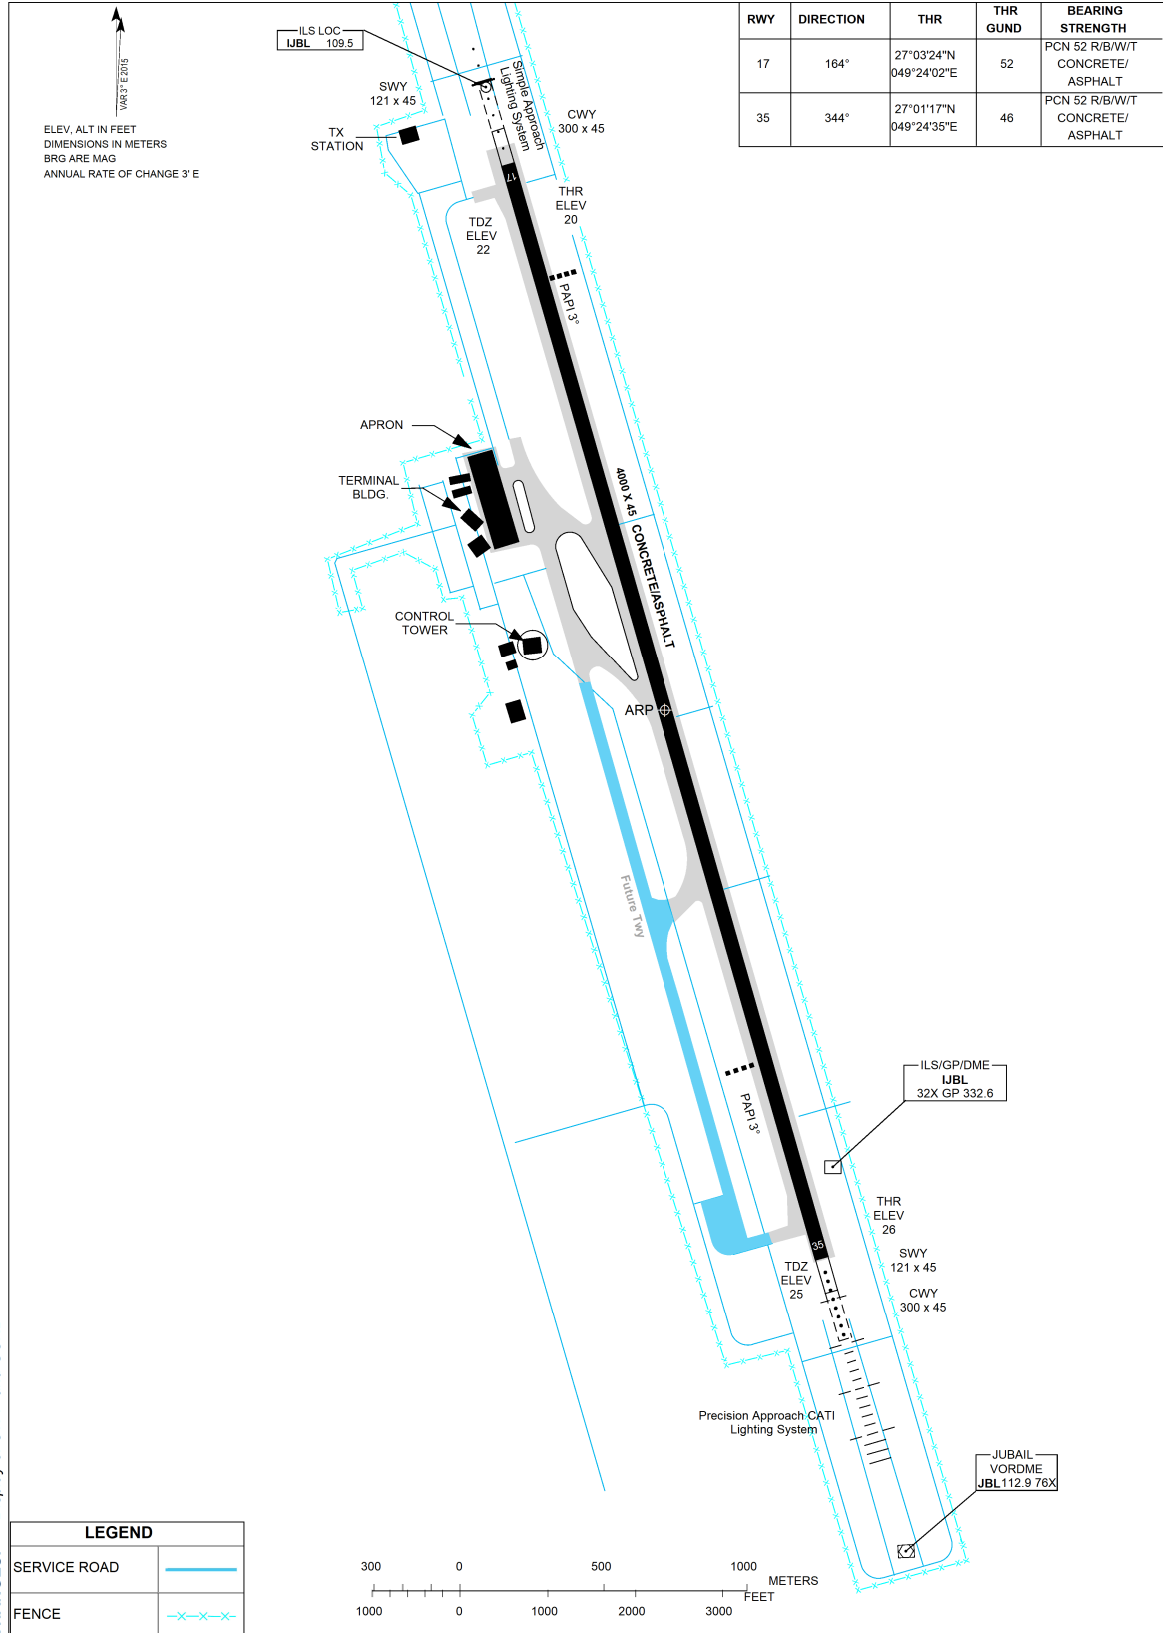 ILS LOC
IJBL 109.5
VAR 3° E 2015
ELEV, ALT IN FEET
DIMENSIONS IN METERS
BRG ARE MAG
ANNUAL RATE OF CHANGE 3' E
RWY DIRECTION THR THR GUND BEARING STRENGTH
17 164° 27°03'24"N 049°24'02"E 52 PCN 52 R/B/W/T CONCRETE/ ASPHALT
35 344° 27°01'17"N 049°24'35"E 46 PCN 52 R/B/W/T CONCRETE/ ASPHALT
SWY
121 x 45
Simple Approach
Lighting System
CWY
300 x 45
TX
STATION
17
THR
ELEV
20
TDZ
ELEV
22
PAPI 3°
APRON
TERMINAL
BLDG.
4000 X 45 CONCRETE/ASPHALT
CONTROL
TOWER
ARP
Future Twy
ILS/GP/DME
IJBL
32X GP 332.6
PAPI 3°
THR
ELEV
26
35
SWY
121 x 45
TDZ
ELEV
25
CWY
300 x 45
Precision Approach CATI
Lighting System
JUBAIL
VORDME
JBL 112.9 76X
LEGEND
SERVICE ROAD
FENCE
300 0 500 1000
METERS
FEET
1000 0 1000 2000 3000